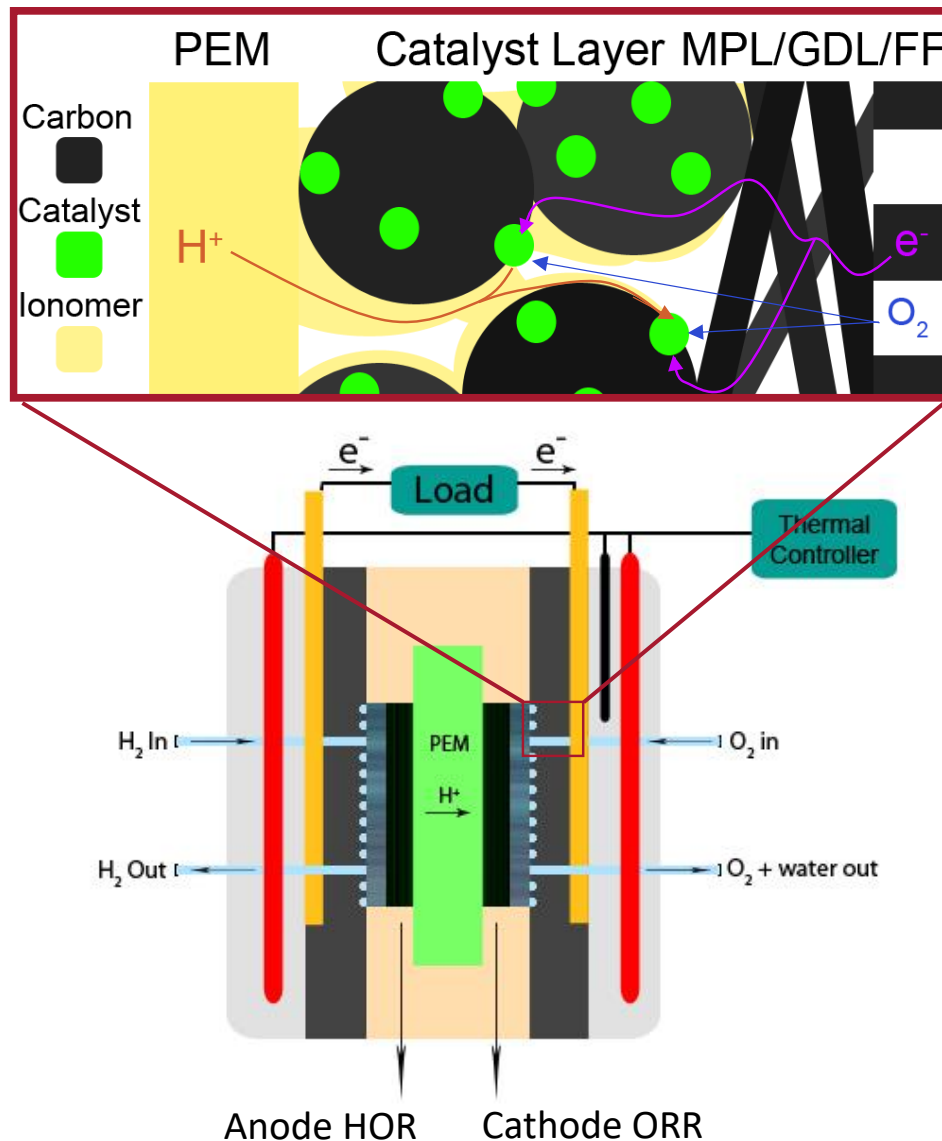 PEM Catalyst Layer MPL/GDL/FF
Carbon
Catalyst
Ionomer
H⁺
e⁻
O₂
e⁻ e⁻
Load
Thermal
Controller
H₂ In
PEM
H⁺
O₂ in
H₂ Out
O₂ + water out
Anode HOR Cathode ORR